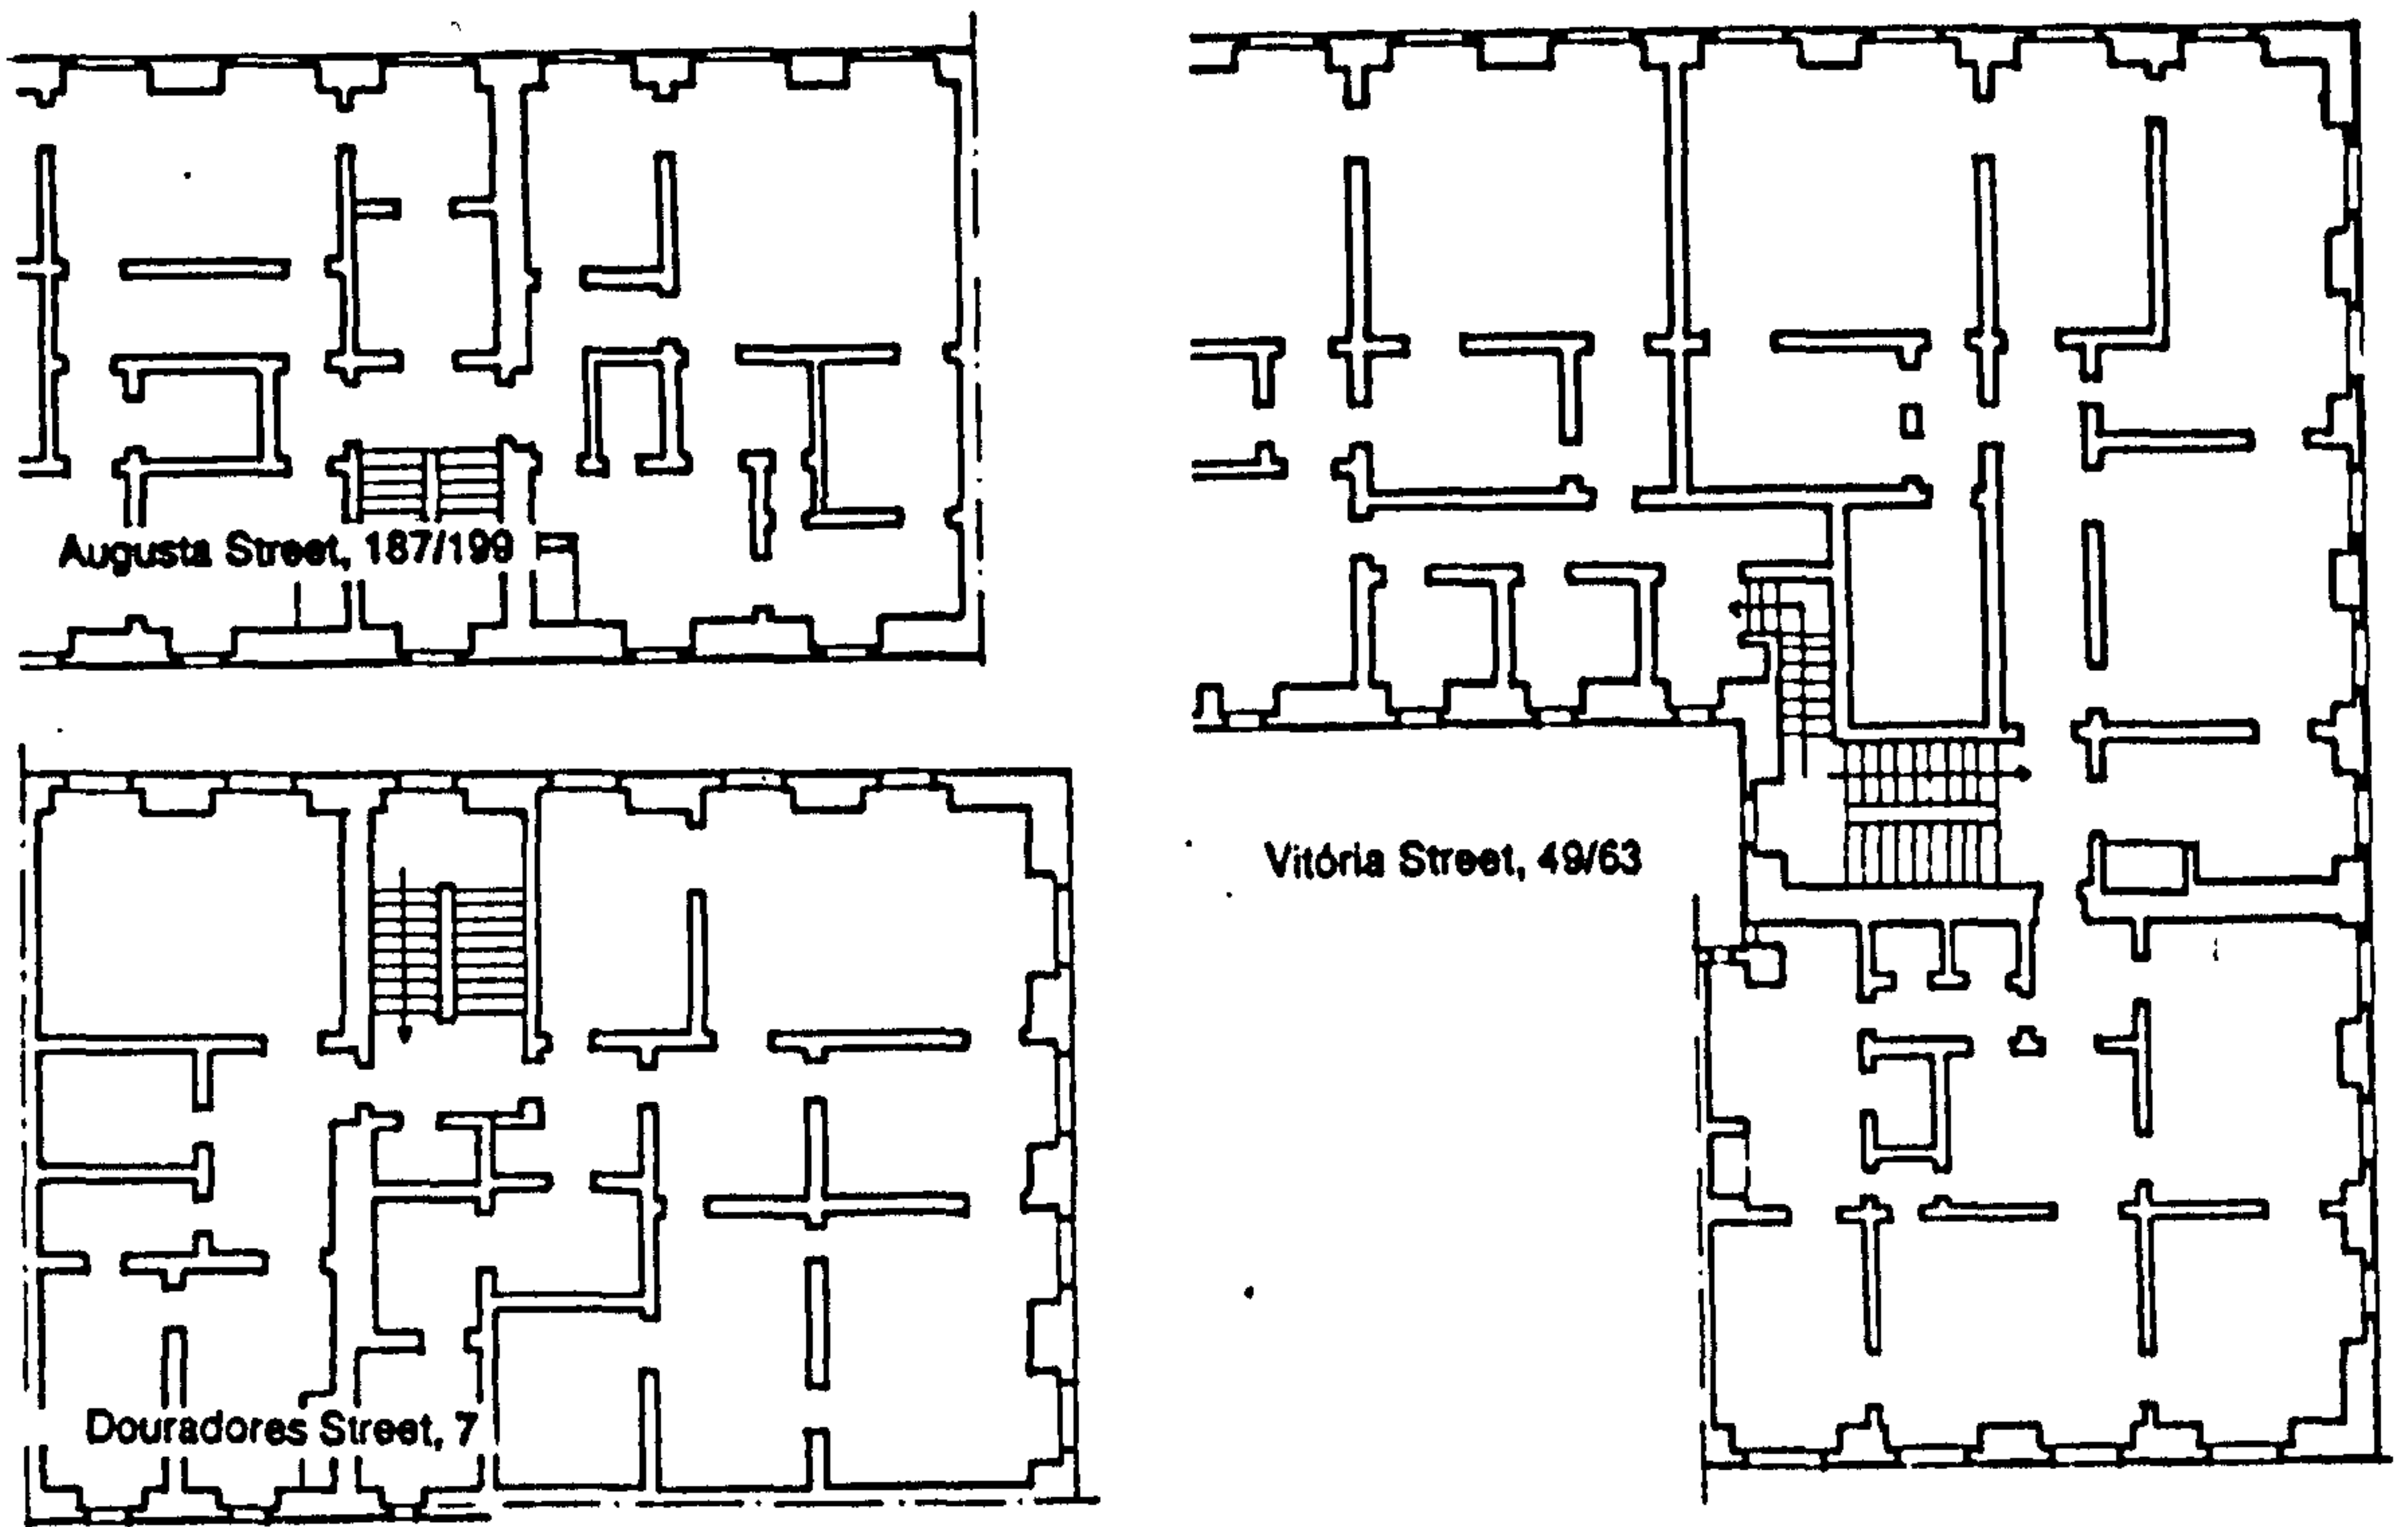 Augusta Street, 187/199
Vitória Street, 49/63
Douradores Street, 7